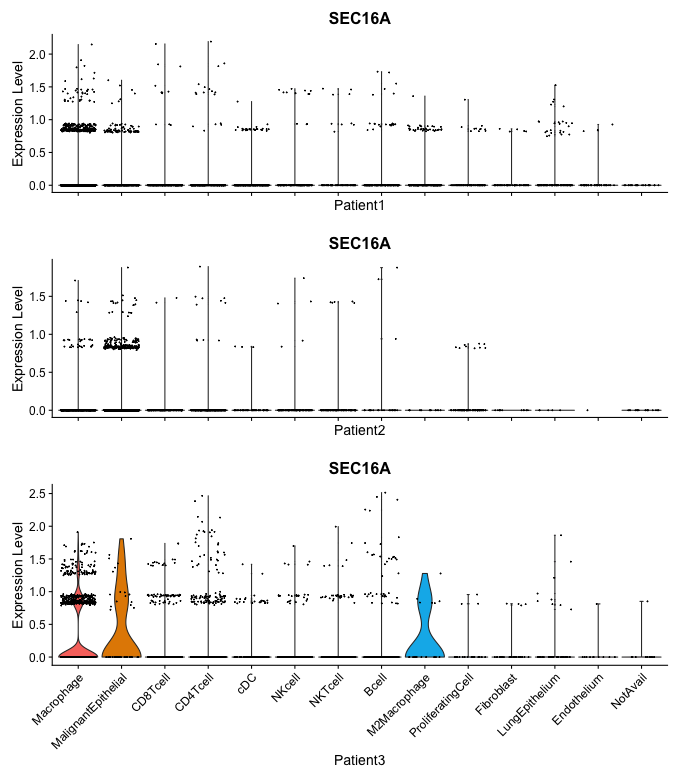 SEC16A
Expression Level
2.0
1.5
1.0
0.5
0.0
Patient1
SEC16A
Expression Level
1.5
1.0
0.5
0.0
Patient2
SEC16A
Expression Level
2.5
2.0
1.5
1.0
0.5
0.0
Macrophage
MalignantEpithelial
CD8Tcell
CD4Tcell
cDC
NKcell
NKTcell
Bcell
M2Macrophage
ProliferatingCell
Fibroblast
LungEpithelium
Endothelium
NotAvail
Patient3